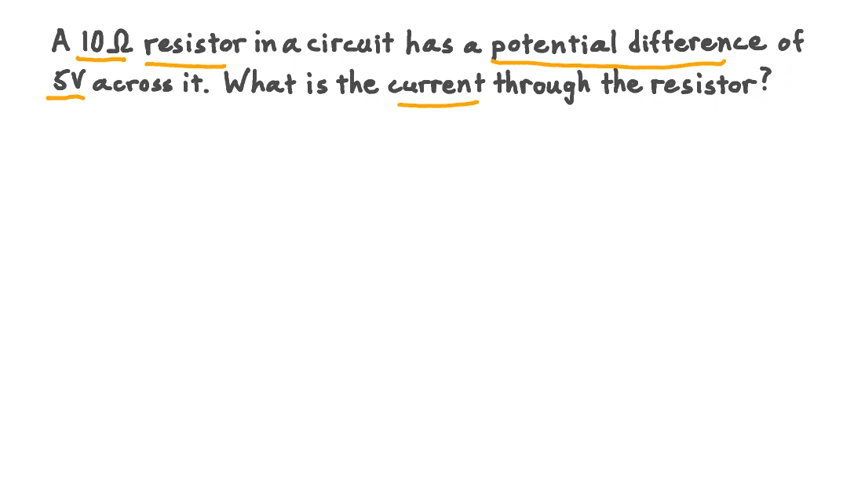 A 10Ω resistor in a circuit has a potential difference of
5V across it. What is the current through the resistor?